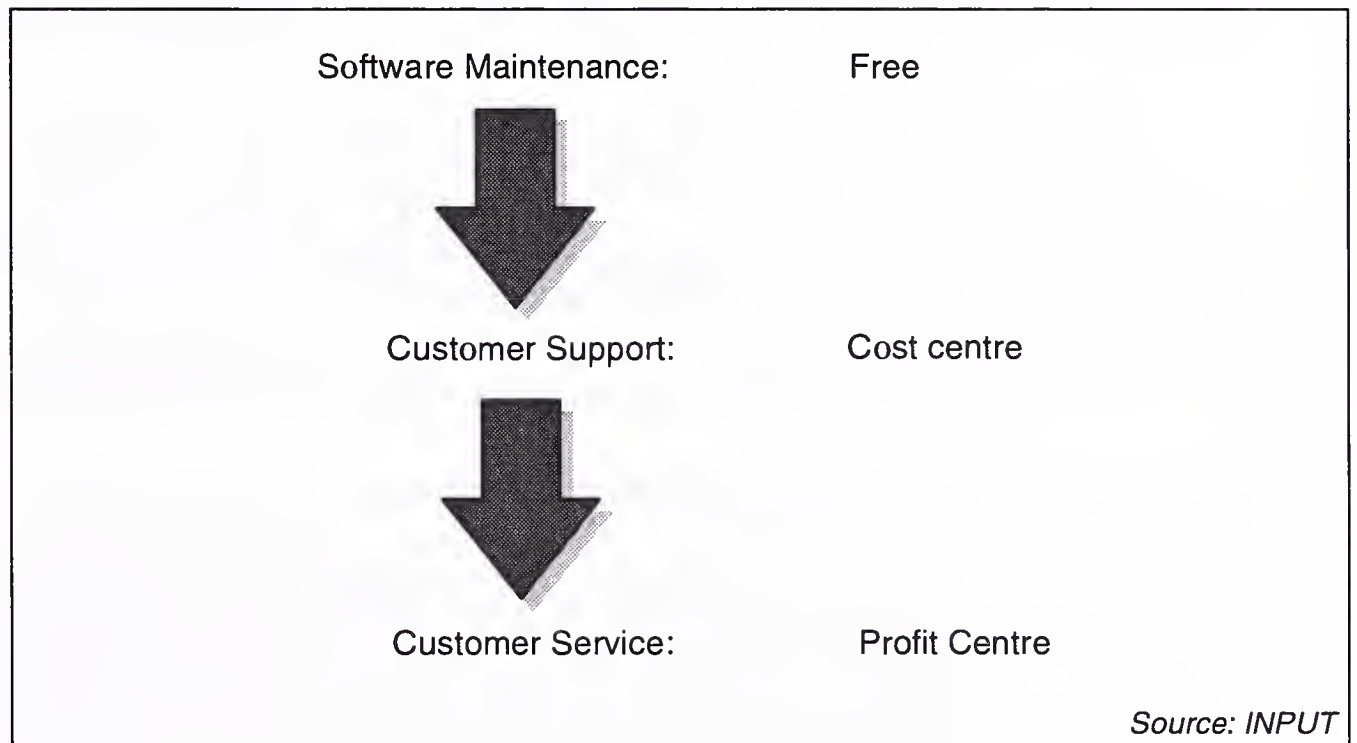 Software Maintenance: Free
Customer Support: Cost centre
Customer Service: Profit Centre
Source: INPUT